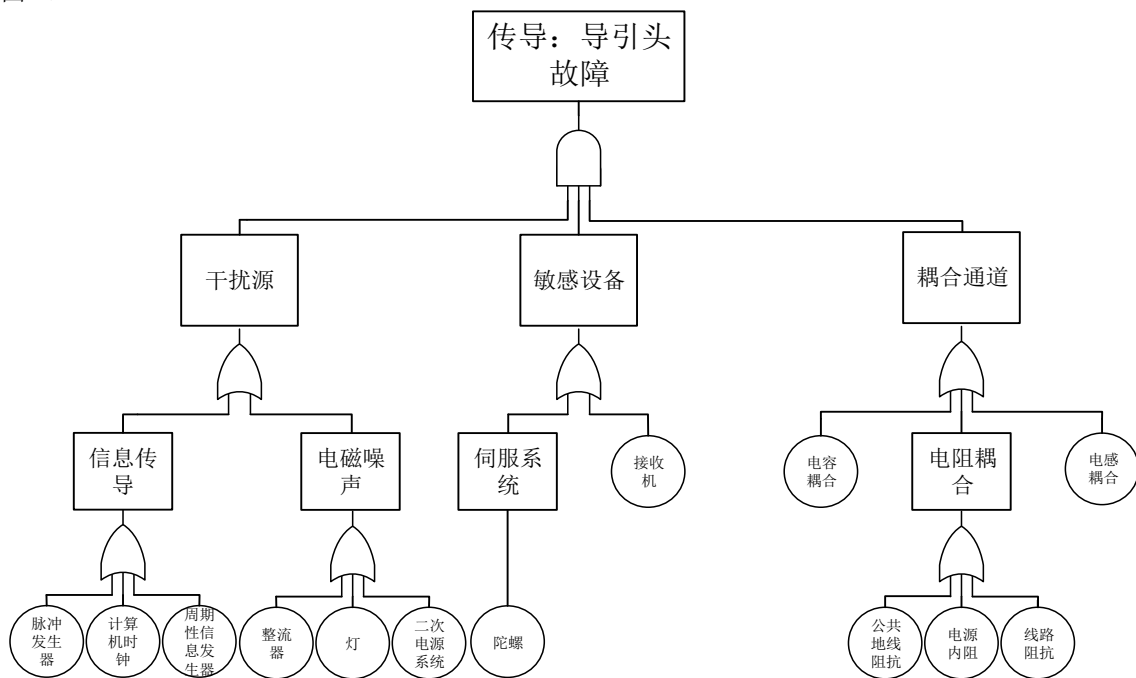 传导：导引头
故障
干扰源
敏感设备
耦合通道
信息传
导
电磁噪
声
伺服系
统
接收
机
电容
耦合
电阻耦
合
电感
耦合
脉冲
发生
器
计算
机时
钟
周期
性信
息发
生器
整流
器
灯
二次
电源
系统
陀螺
公共
地线
阻抗
电源
内阻
线路
阻抗